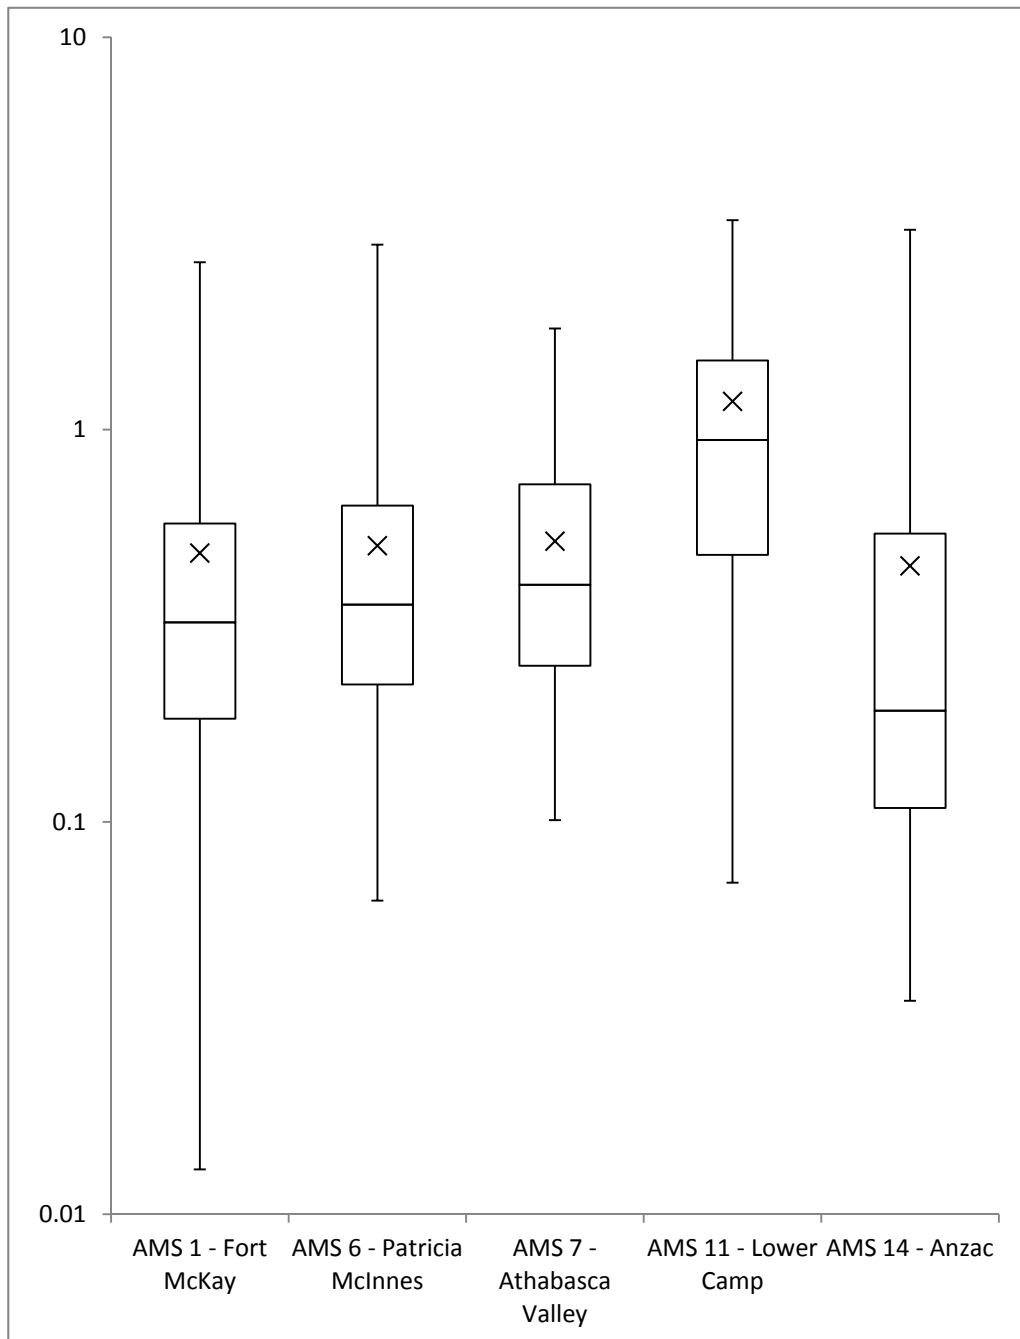 10
1
0.1
0.01
AMS 1 - Fort
McKay
AMS 6 - Patricia
McInnes
AMS 7 -
Athabasca
Valley
AMS 11 - Lower
Camp
AMS 14 - Anzac